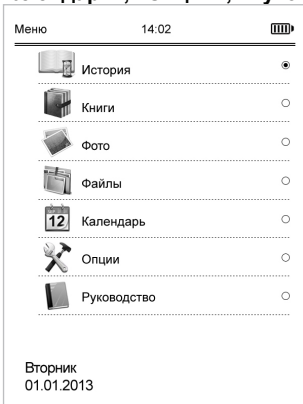 Меню 14:02
История
Книги
Фото
Файлы
12 Календарь
Опции
Руководство
Вторник
01.01.2013